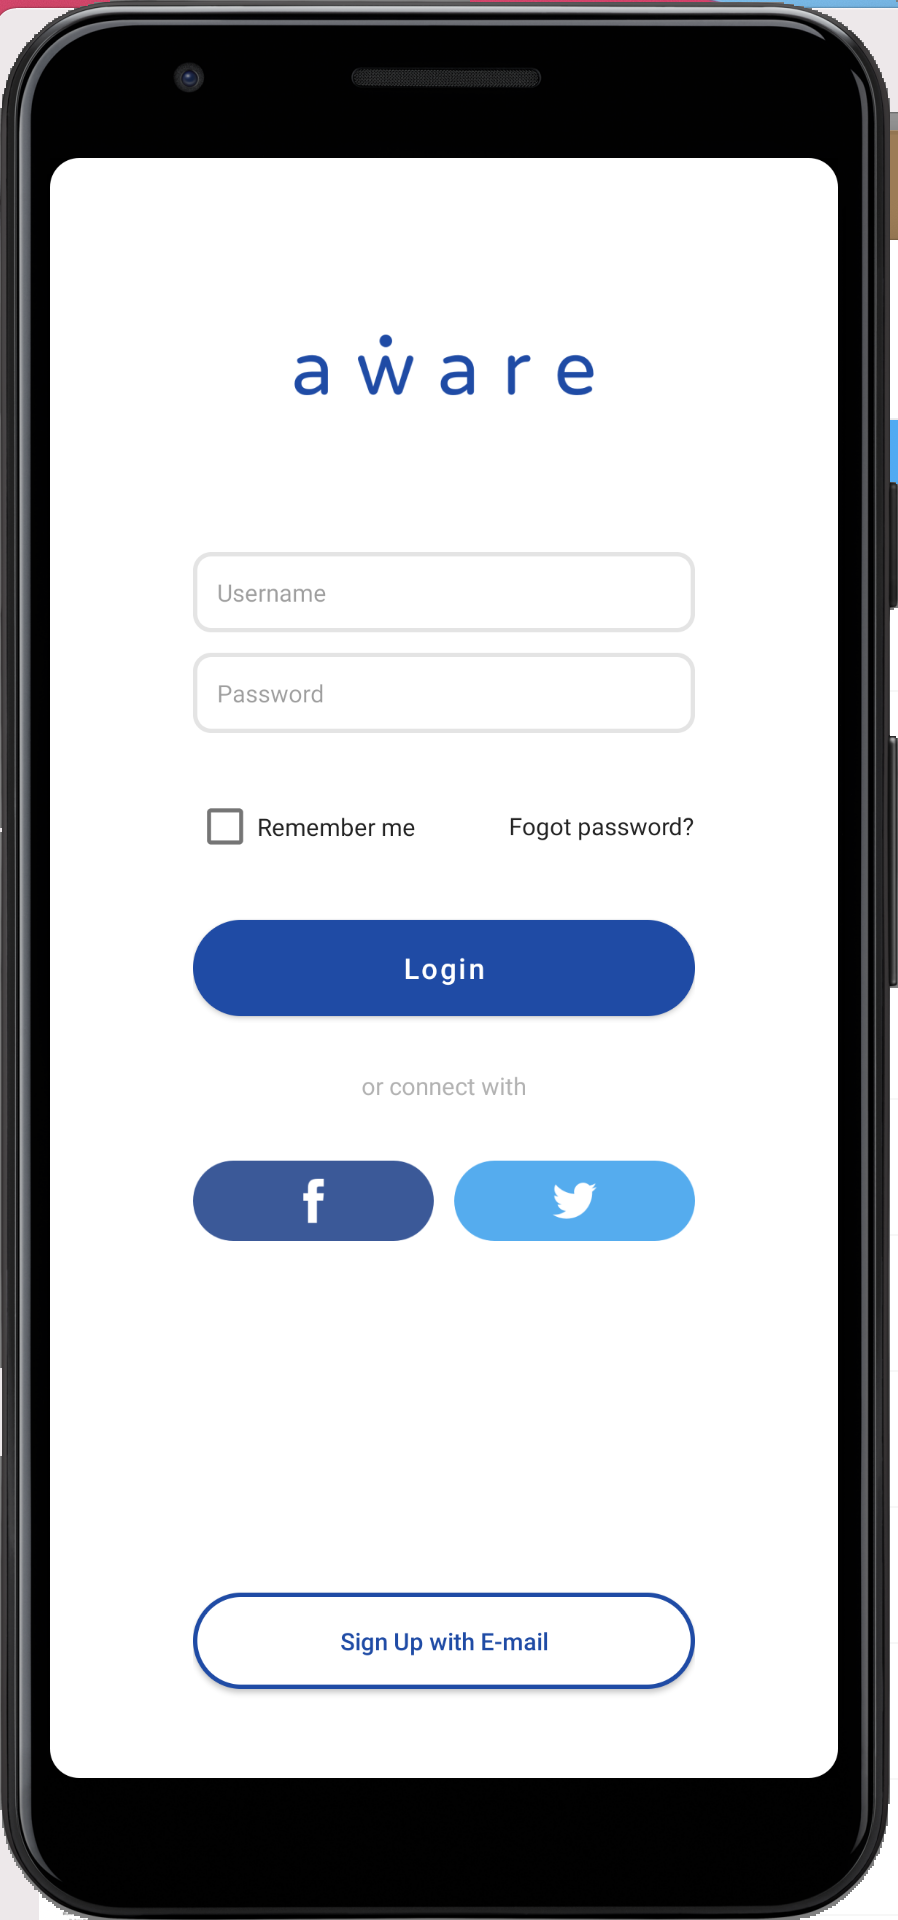 aware
Username
Password
Remember me
Fogot password?
Login
or connect with
Sign Up with E-mail